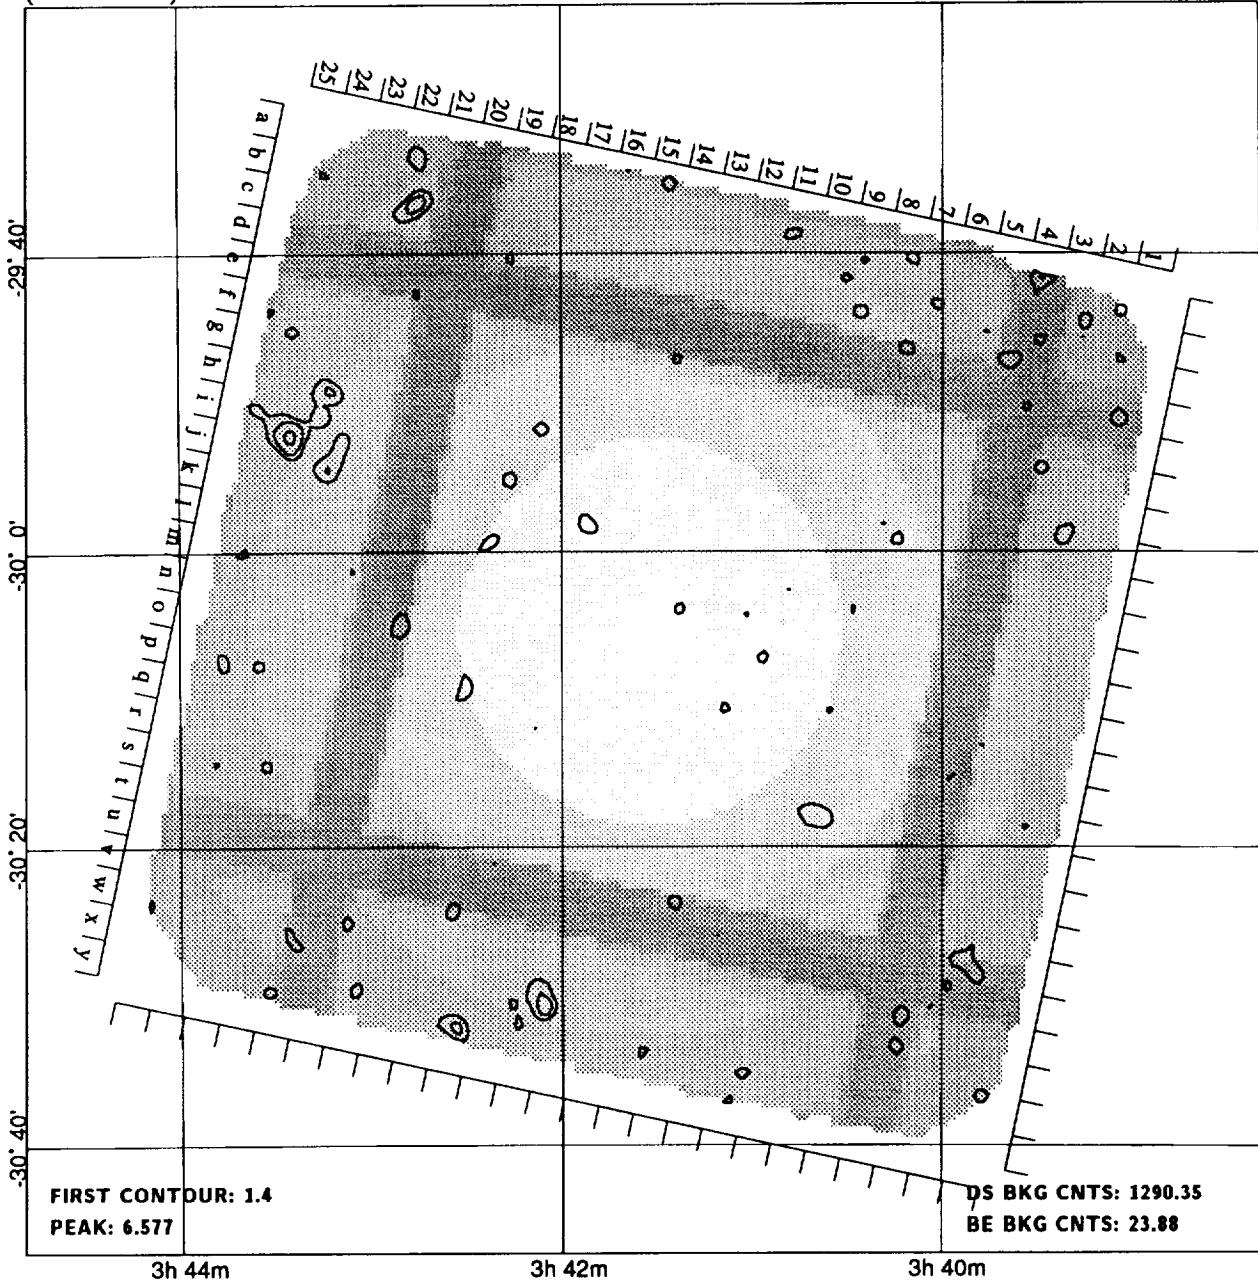 25 24 23 22 21 20 19 18 17 16 15 14 13 12 11 10 9 8 7 6 5 4 3 2 1
a b c d e f g h i j k l m n o p q r s t u v w x y
-29° 40'
-30° 0'
-30° 20'
-30° 40'
FIRST CONTOUR: 1.4
PEAK: 6.577
DS BKG CNTS: 1290.35
BE BKG CNTS: 23.88
3h 44m 3h 42m 3h 40m